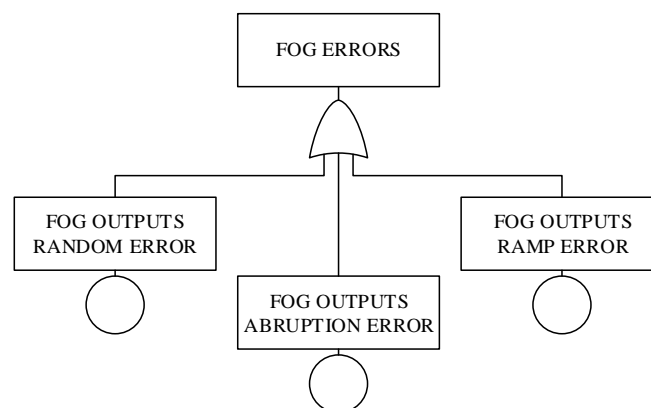 FOG ERRORS
FOG OUTPUTS
RANDOM ERROR
FOG OUTPUTS
RAMP ERROR
FOG OUTPUTS
ABRUPTION ERROR